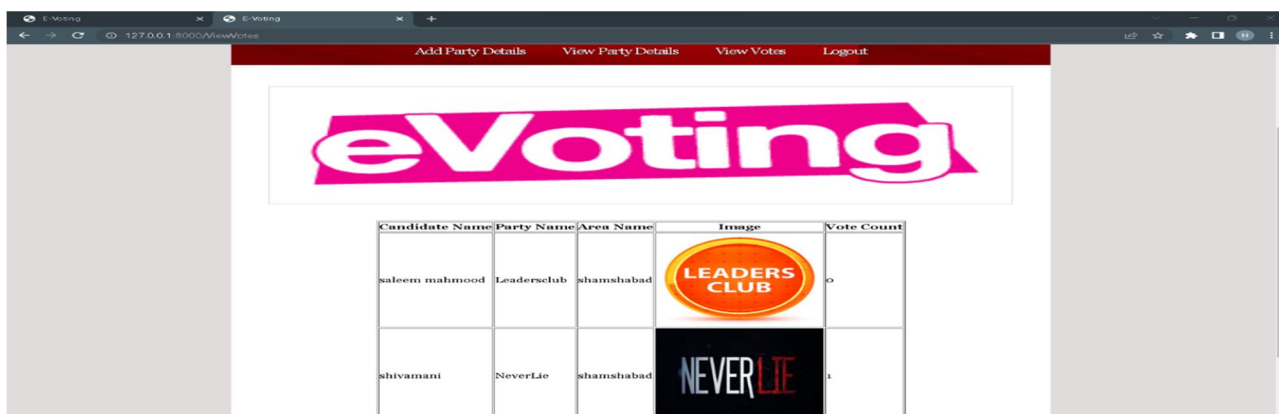 E-Voting
E-Voting
127.0.0.1:8000/ViewVotes
H
Add Party Details View Party Details View Votes Logout
eVoting
Candidate Name Party Name Area Name Image Vote Count
saleem mahmood Leadersclub shamshabad LEADERS CLUB 0
shivamani NeverLie shamshabad NEVERLIE 1